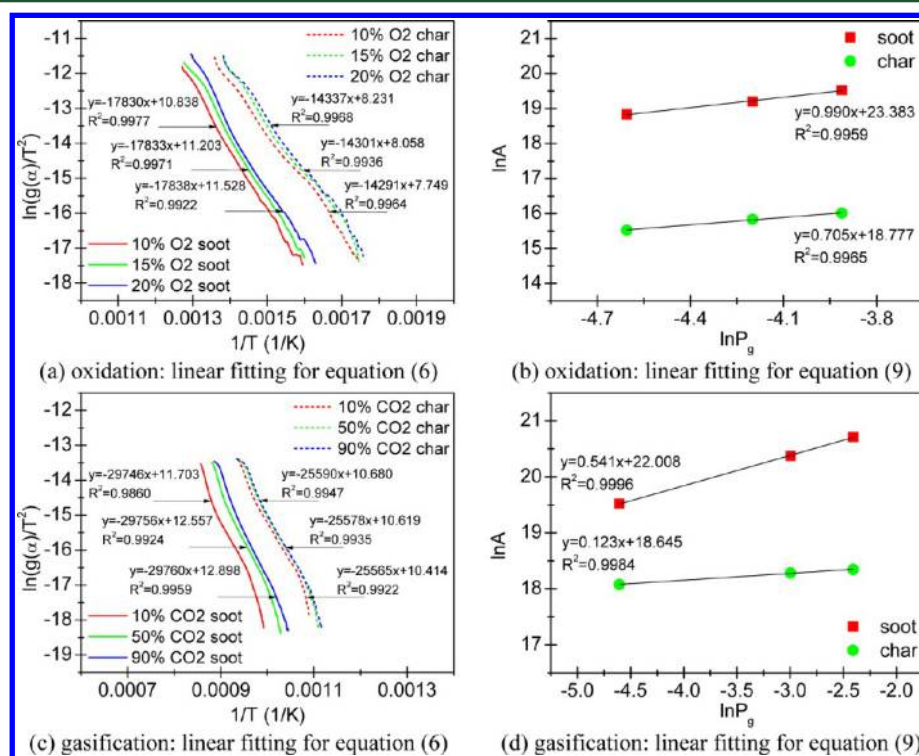 -11
-12
-13
-14
-15
-16
-17
-18
ln(g(α)/T²)
10% O2 char
15% O2 char
20% O2 char
y=-17830x+10.838
R²=0.9977
y=-14337x+8.231
R²=0.9968
y=-17833x+11.203
R²=0.9971
y=-14301x+8.058
R²=0.9936
y=-17838x+11.528
R²=0.9922
y=-14291x+7.749
R²=0.9964
10% O2 soot
15% O2 soot
20% O2 soot
0.0011 0.0013 0.0015 0.0017 0.0019
1/T (1/K)
(a) oxidation: linear fitting for equation (6)
21
20
19
18
17
16
15
14
lnA
soot
char
y=0.990x+23.383
R²=0.9959
y=0.705x+18.777
R²=0.9965
-4.7 -4.4 -4.1 -3.8
lnPg
(b) oxidation: linear fitting for equation (9)
-12
-13
-14
-15
-16
-17
-18
-19
ln(g(α)/T²)
10% CO2 char
50% CO2 char
90% CO2 char
y=-29746x+11.703
R²=0.9860
y=-25590x+10.680
R²=0.9947
y=-29756x+12.557
R²=0.9924
y=-25578x+10.619
R²=0.9935
y=-29760x+12.898
R²=0.9959
y=-25565x+10.414
R²=0.9922
10% CO2 soot
50% CO2 soot
90% CO2 soot
0.0007 0.0009 0.0011 0.0013
1/T (1/K)
(c) gasification: linear fitting for equation (6)
21
20
19
18
17
lnA
y=0.541x+22.008
R²=0.9996
y=0.123x+18.645
R²=0.9984
soot
char
-5.0 -4.5 -4.0 -3.5 -3.0 -2.5 -2.0
lnPg
(d) gasification: linear fitting for equation (9)